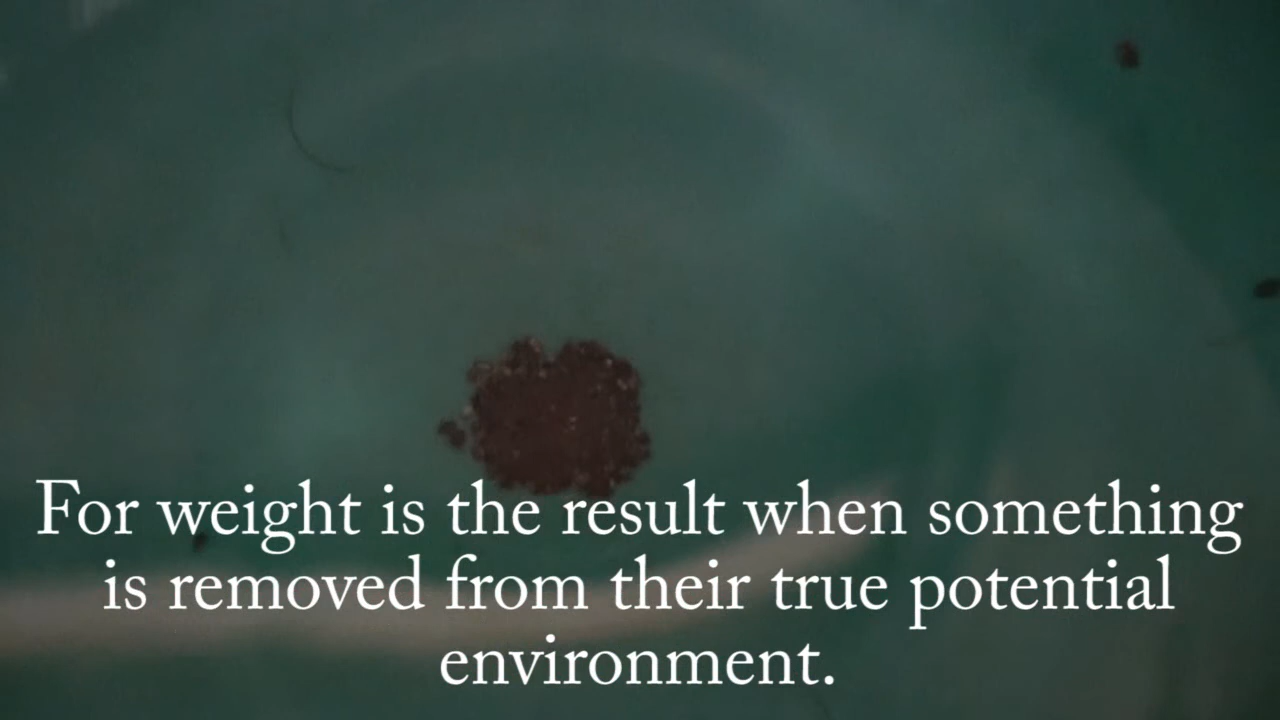 For weight is the result when something
is removed from their true potential
environment.